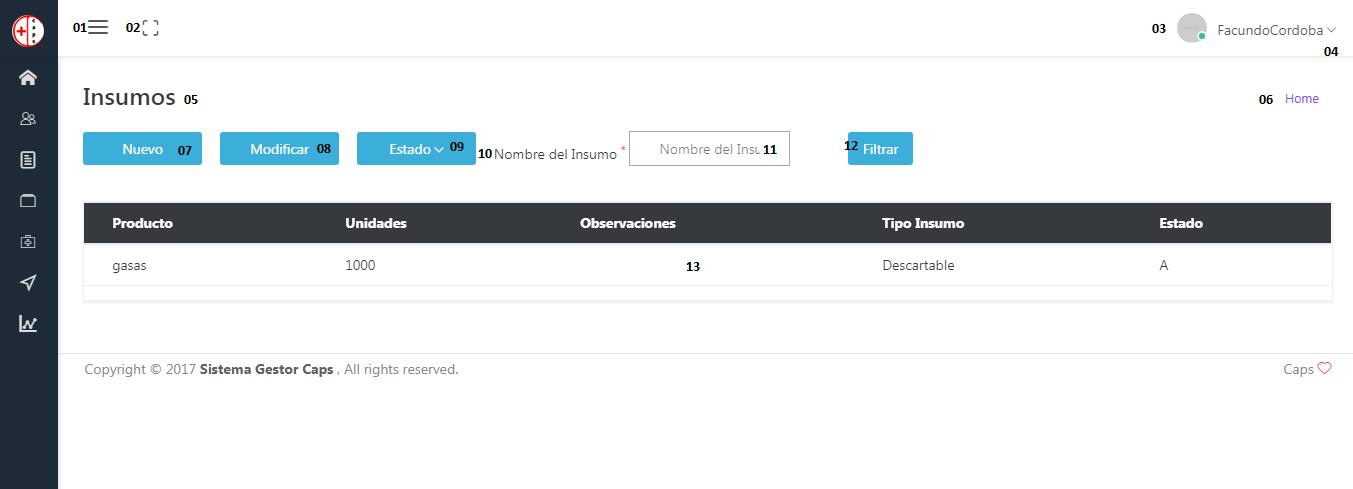 CAPS
01 02 03 FacundoCordoba
04
Insumos 05 06 Home
Nuevo 07 Modificar 08 Estado 09 10 Nombre del Insumo * Nombre del Insu 11 12 Filtrar
Producto Unidades Observaciones Tipo Insumo Estado
gasas 1000 13 Descartable A
Copyright © 2017 Sistema Gestor Caps , All rights reserved. Caps